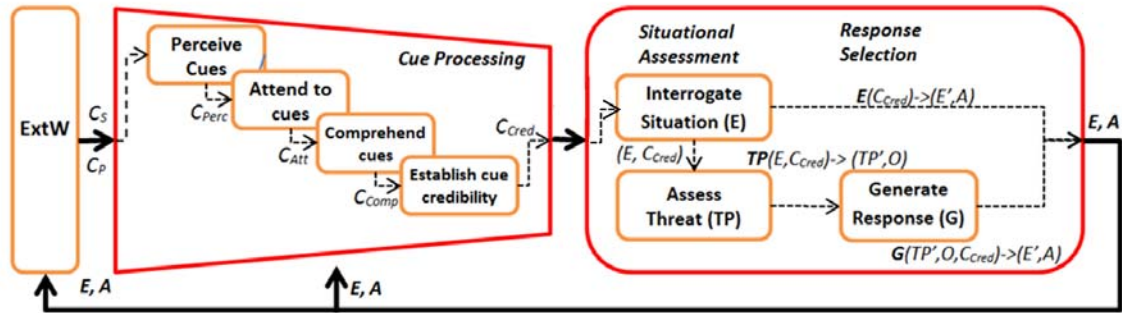 ExtW
C_S
C_P
Perceive
Cues
C_Perc
Attend to
cues
C_Att
Comprehend
cues
C_Comp
Establish cue
credibility
Cue Processing
C_Cred
Situational
Assessment
Response
Selection
Interrogate
Situation (E)
E(C_Cred)->(E',A)
(E, C_Cred)
TP(E,C_Cred)-> (TP',O)
Assess
Threat (TP)
Generate
Response (G)
G(TP',O,C_Cred)->(E',A)
E, A
E, A
E, A